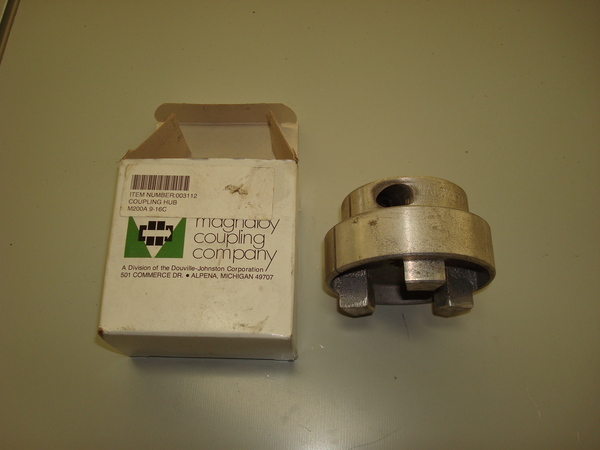 ITEM NUMBER:003112
COUPLING HUB
M200A 9-16C
magnaloy
coupling
company
A Division of the Douville-Johnston Corporation
501 COMMERCE DR. • ALPENA, MICHIGAN 49707